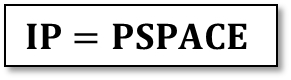 IP = PSPACE